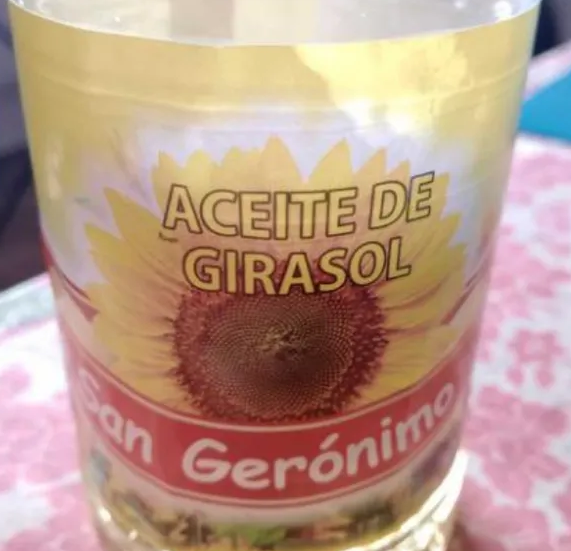 ACEITE DE
GIRASOL
San Gerónimo